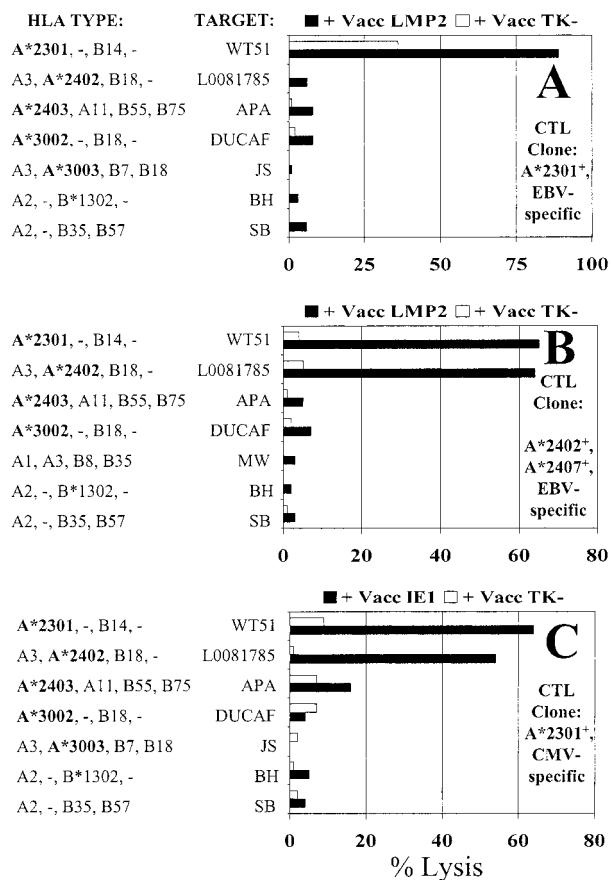 HLA TYPE: TARGET: ■ + Vacc LMP2 □ + Vacc TK-
A*2301, -, B14, - WT51
A3, A*2402, B18, - L0081785
A*2403, A11, B55, B75 APA
A*3002, -, B18, - DUCAF
A3, A*3003, B7, B18 JS
A2, -, B*1302, - BH
A2, -, B35, B57 SB
A
CTL
Clone:
A*2301+,
EBV-
specific
0 25 50 75 100
■ + Vacc LMP2 □ + Vacc TK-
A*2301, -, B14, - WT51
A3, A*2402, B18, - L0081785
A*2403, A11, B55, B75 APA
A*3002, -, B18, - DUCAF
A1, A3, B8, B35 MW
A2, -, B*1302, - BH
A2, -, B35, B57 SB
B
CTL
Clone:
A*2402+,
A*2407+,
EBV-
specific
0 20 40 60 80
■ + Vacc IE1 □ + Vacc TK-
A*2301, -, B14, - WT51
A3, A*2402, B18, - L0081785
A*2403, A11, B55, B75 APA
A*3002, -, B18, - DUCAF
A3, A*3003, B7, B18 JS
A2, -, B*1302, - BH
A2, -, B35, B57 SB
C
CTL
Clone:
A*2301+,
CMV-
specific
0 20 40 60 80
% Lysis